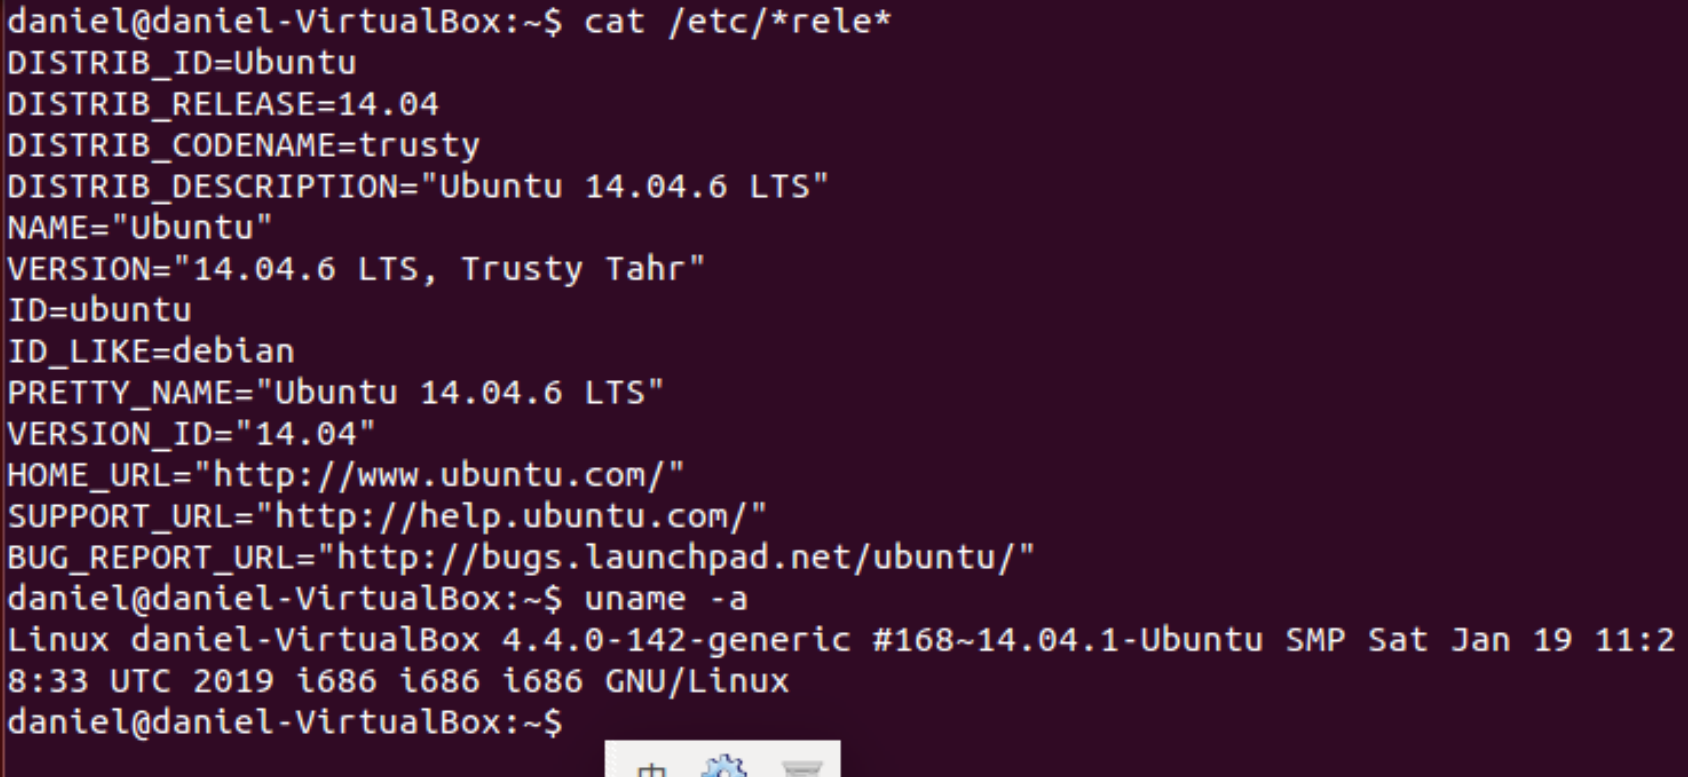 daniel@daniel-VirtualBox:~$ cat /etc/*rele*
DISTRIB_ID=Ubuntu
DISTRIB_RELEASE=14.04
DISTRIB_CODENAME=trusty
DISTRIB_DESCRIPTION="Ubuntu 14.04.6 LTS"
NAME="Ubuntu"
VERSION="14.04.6 LTS, Trusty Tahr"
ID=ubuntu
ID_LIKE=debian
PRETTY_NAME="Ubuntu 14.04.6 LTS"
VERSION_ID="14.04"
HOME_URL="http://www.ubuntu.com/"
SUPPORT_URL="http://help.ubuntu.com/"
BUG_REPORT_URL="http://bugs.launchpad.net/ubuntu/"
daniel@daniel-VirtualBox:~$ uname -a
Linux daniel-VirtualBox 4.4.0-142-generic #168~14.04.1-Ubuntu SMP Sat Jan 19 11:2
8:33 UTC 2019 i686 i686 i686 GNU/Linux
daniel@daniel-VirtualBox:~$